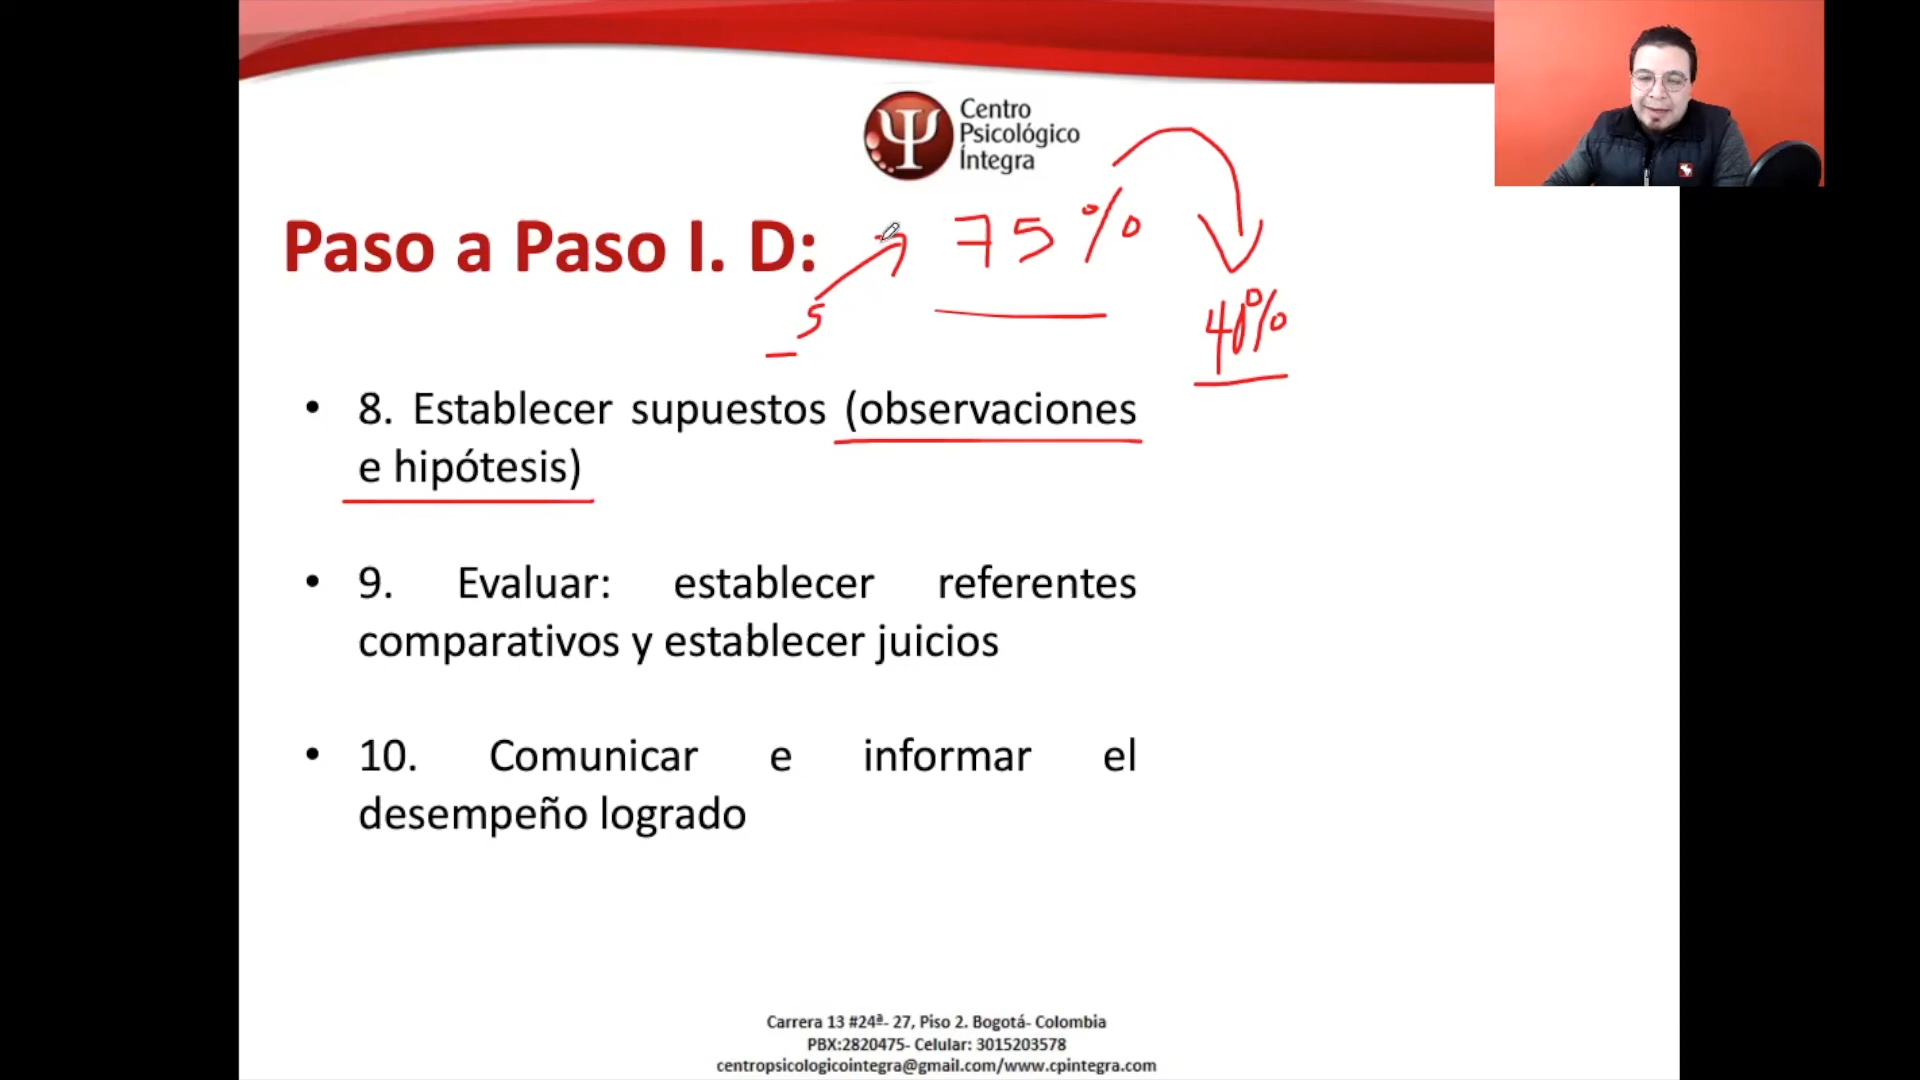 Centro
Psicológico
Íntegra
Paso a Paso I. D:
75%
5
40%
• 8. Establecer supuestos (observaciones
e hipótesis)
• 9. Evaluar: establecer referentes
comparativos y establecer juicios
• 10. Comunicar e informar el
desempeño logrado
Carrera 13 #24ª- 27, Piso 2. Bogotá- Colombia
PBX:2820475- Celular: 3015203578
centropsicologicointegra@gmail.com/www.cpintegra.com